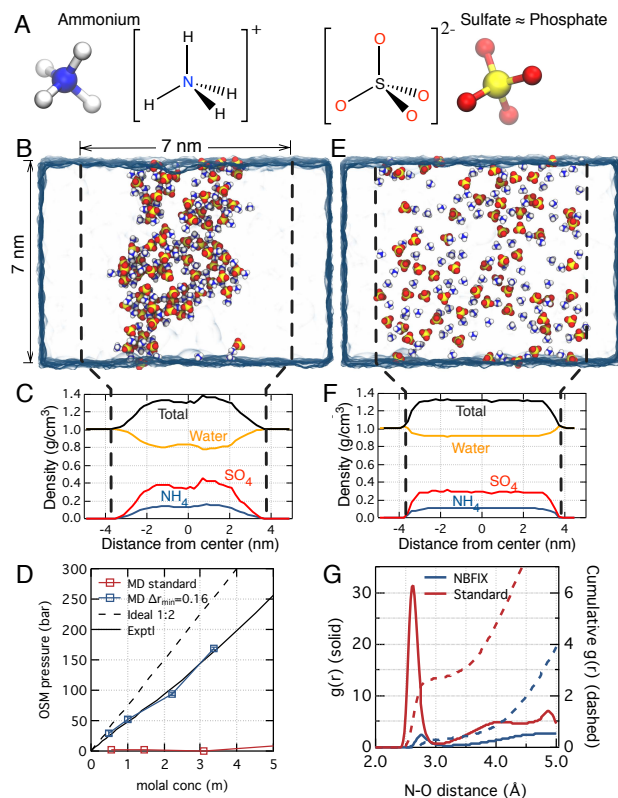 A
Ammonium
Sulfate ≈ Phosphate
H
N
H
H
H
+
O
S
O
O
O
2-
B
7 nm
E
7 nm
C
1.4
1.2
1.0
0.8
0.6
0.4
0.2
0.0
Density (g/cm³)
Total
Water
SO₄
NH₄
-4 -2 0 2 4
Distance from center (nm)
F
1.4
1.2
1.0
0.8
0.6
0.4
0.2
0.0
Density (g/cm³)
Total
Water
SO₄
NH₄
-4 -2 0 2 4
Distance from center (nm)
D
300
250
200
150
100
50
0
OSM pressure (bar)
MD standard
MD Δrmin=0.16
Ideal 1:2
Exptl
0 1 2 3 4 5
molal conc (m)
G
30
20
10
0
g(r) (solid)
NBFIX
Standard
6
4
2
0
Cumulative g(r) (dashed)
2.0 2.5 3.0 3.5 4.0 4.5 5.0
N-O distance (Å)